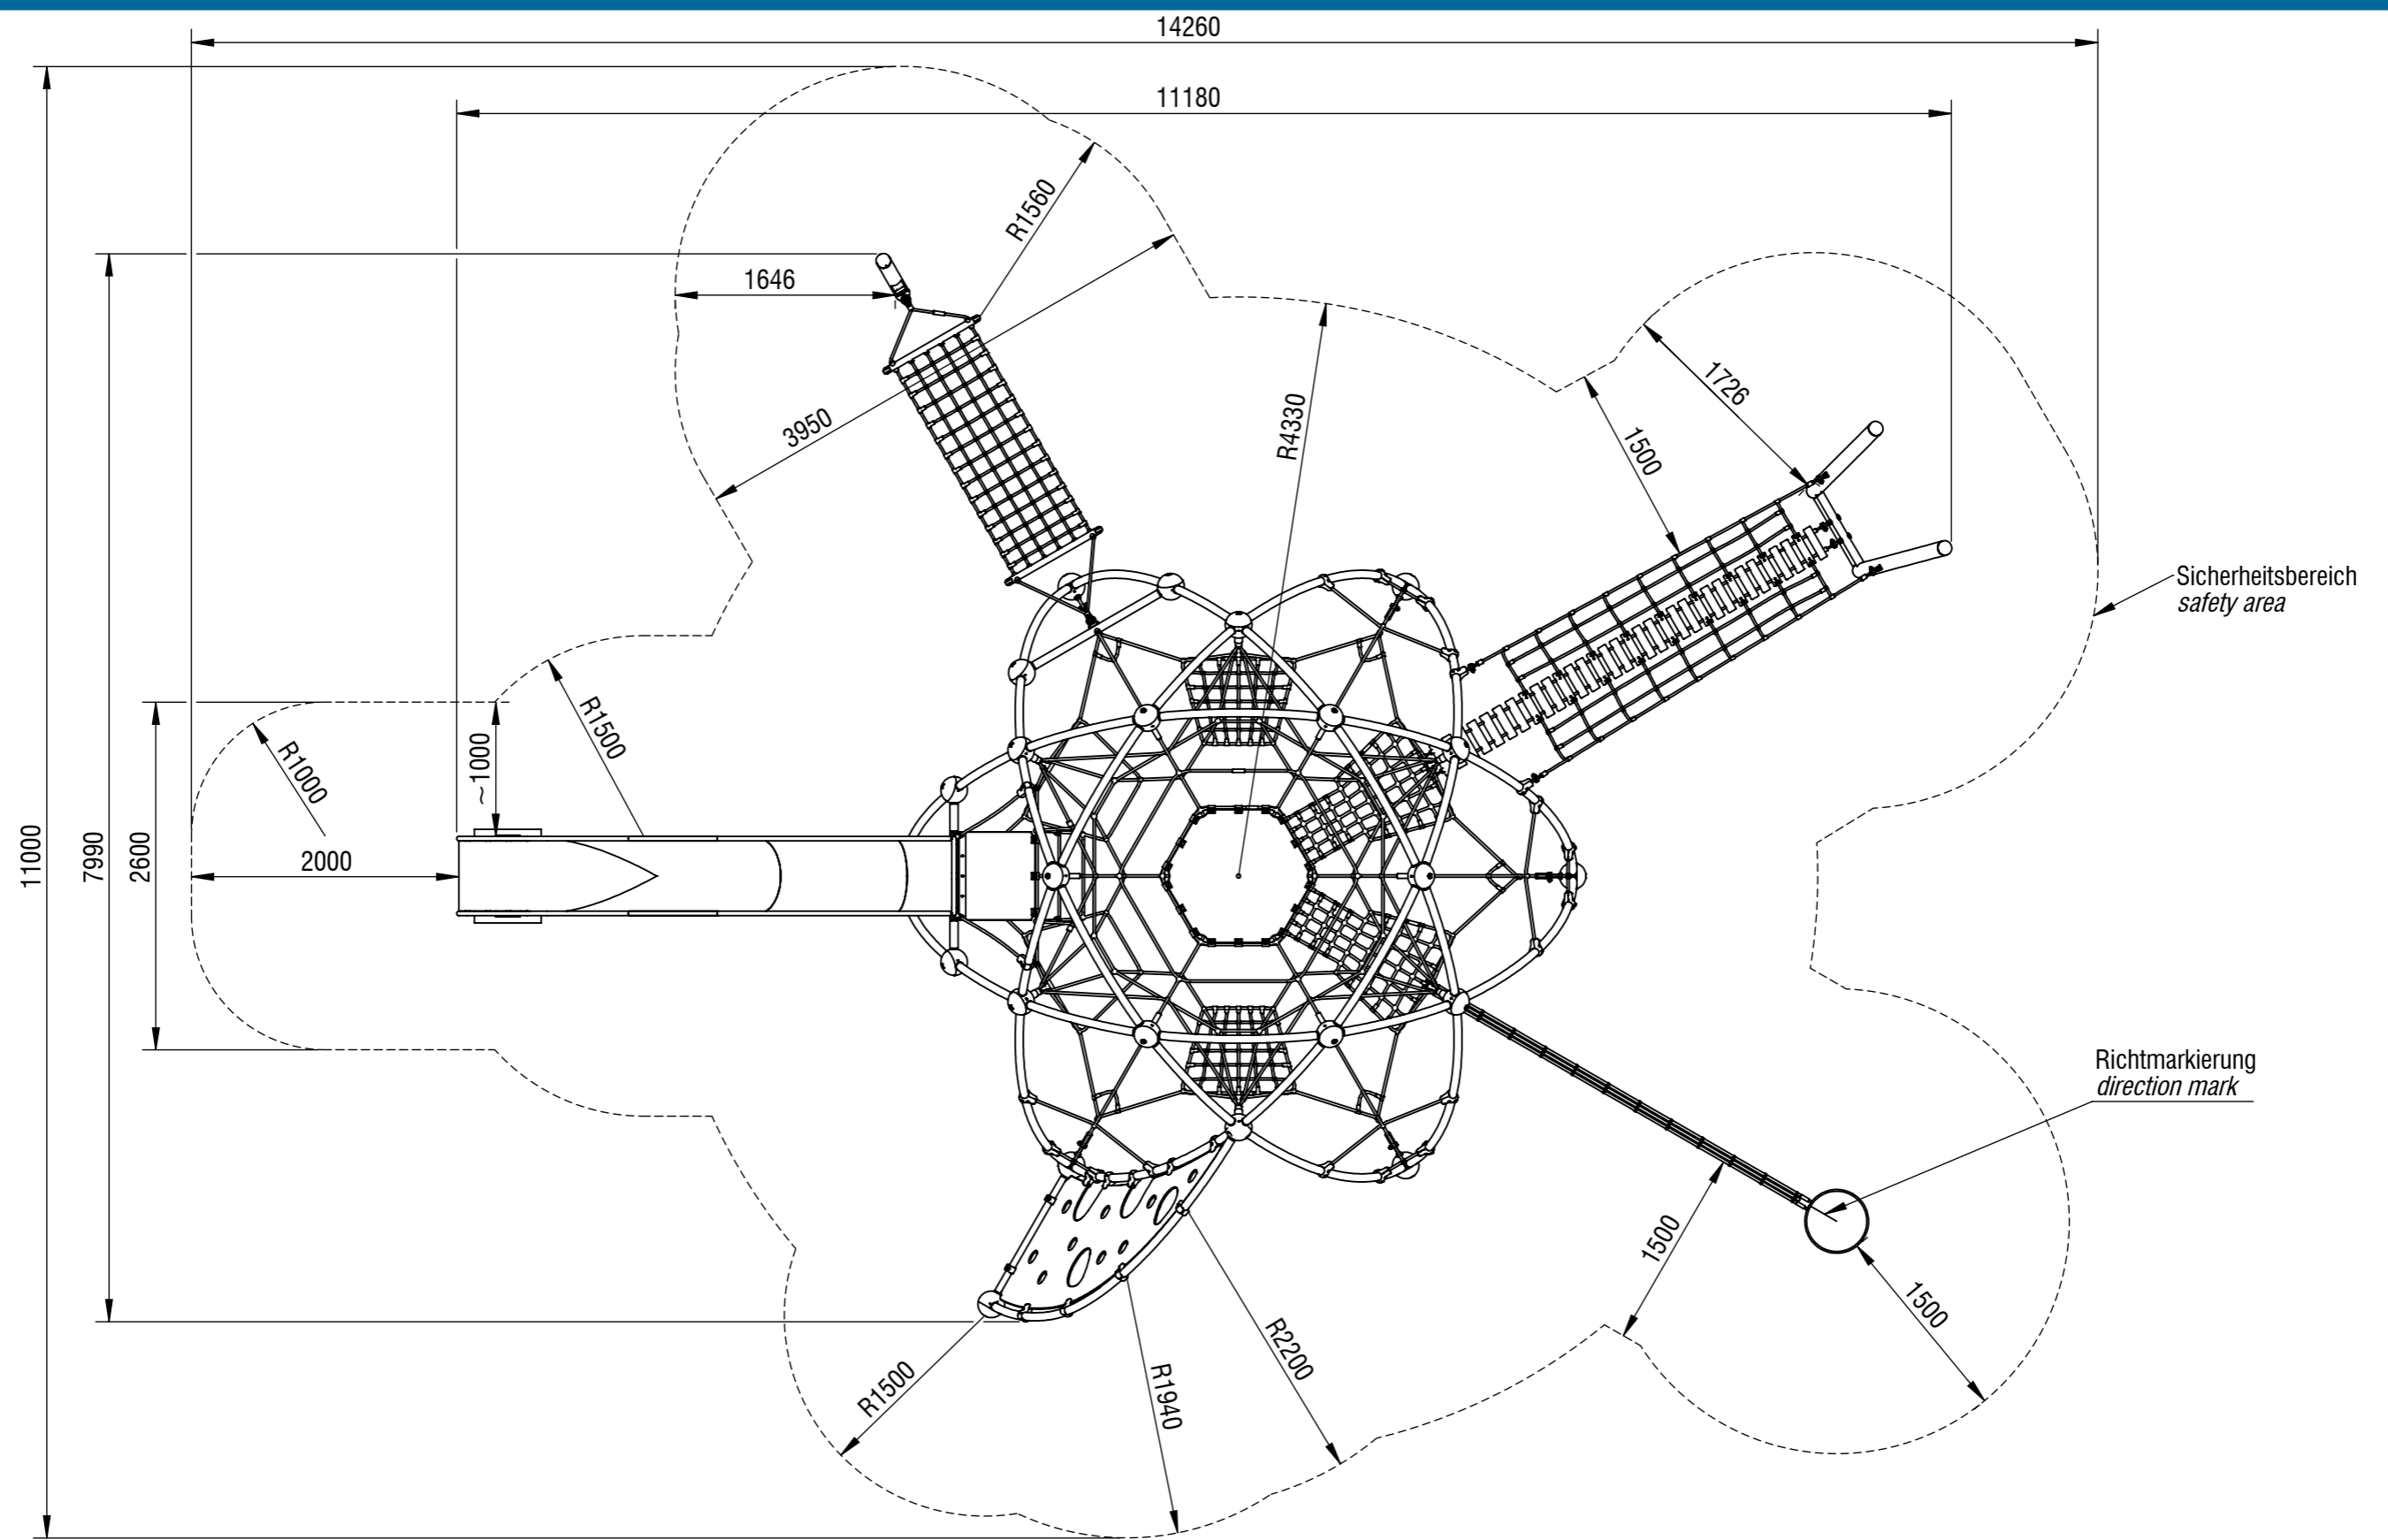 14260
11180
R1560
1646
3950
R4330
1726
1500
Sicherheitsbereich
safety area
R1500
~1000
R1000
2000
2600
7990
11000
Richtmarkierung
direction mark
1500
1500
R2200
R1940
R1500